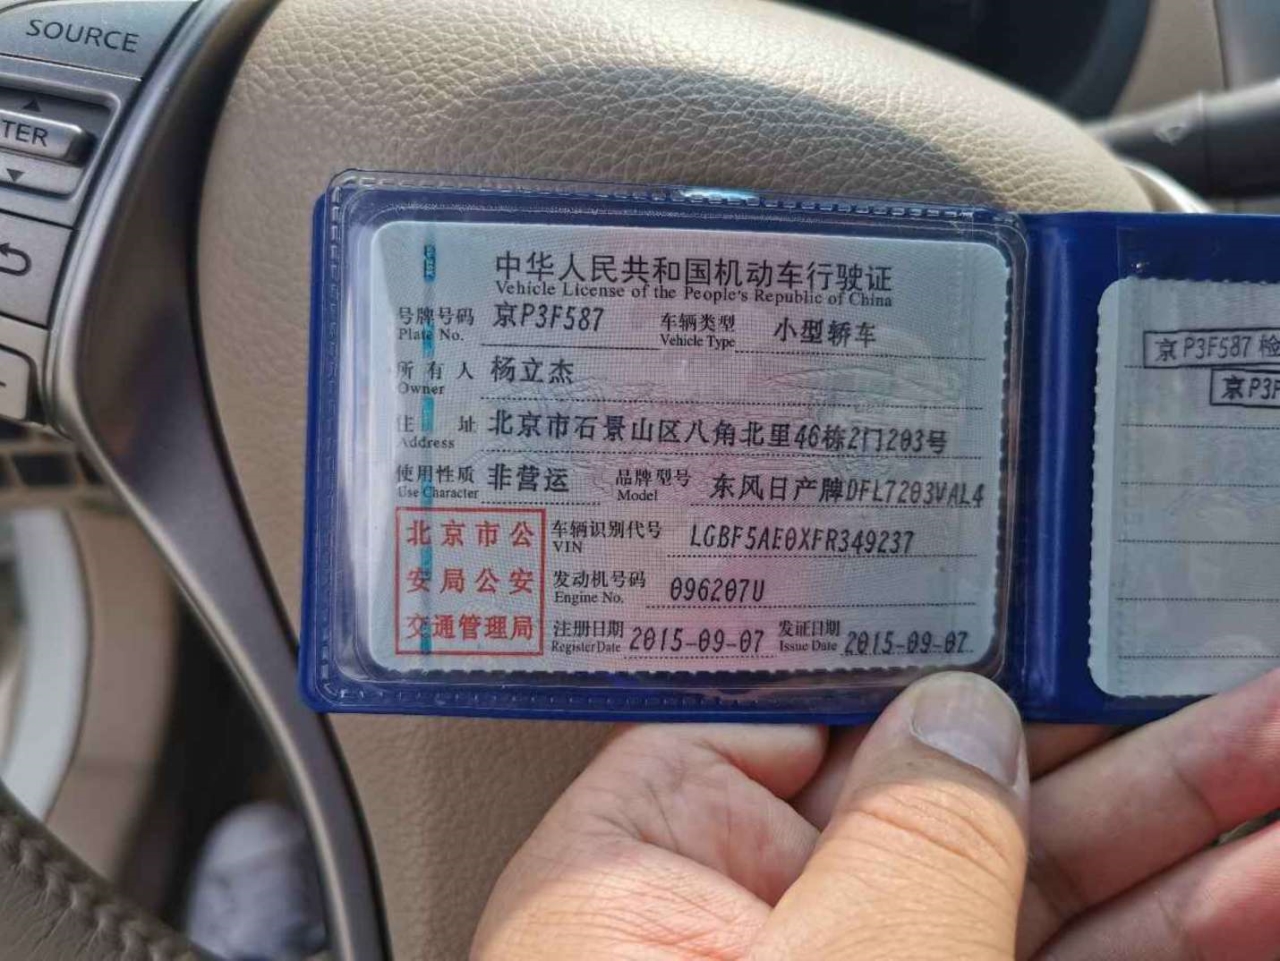 SOURCE
TER
中华人民共和国机动车行驶证
Vehicle License of the People's Republic of China
号牌号码 京P3F587 车辆类型 小型轿车
Plate No. Vehicle Type
所有人 杨立杰
Owner
住址 北京市石景山区八角北里46栋2门203号
Address
使用性质 非营运 品牌型号 东风日产牌DFL7203VAL4
Use Character Model
北京市公
安局公安
交通管理局
车辆识别代号 LGBF5AE0XFR349237
VIN
发动机号码 096207U
Engine No.
注册日期 2015-09-07 发证日期 2015-09-07
Register Date Issue Date
京P3F587 检
京P3F